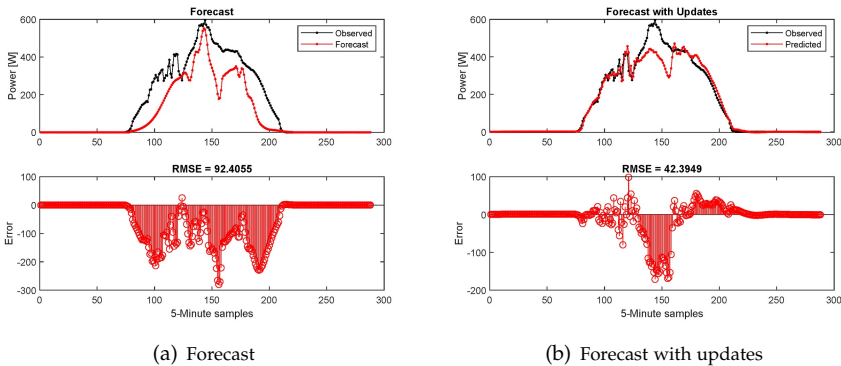 Forecast
Power [W]
600
400
200
0
0 50 100 150 200 250 300
Observed
Forecast
RMSE = 92.4055
Error
100
0
-100
-200
-300
0 50 100 150 200 250 300
5-Minute samples
(a) Forecast
Forecast with Updates
Power [W]
600
400
200
0
0 50 100 150 200 250 300
Observed
Predicted
RMSE = 42.3949
Error
100
0
-100
-200
0 50 100 150 200 250 300
5-Minute samples
(b) Forecast with updates